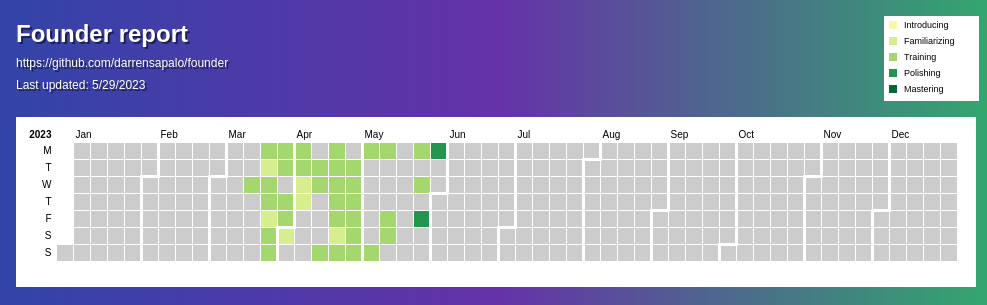 Founder report
https://github.com/darrensapalo/founder
Last updated: 5/29/2023
Introducing
Familiarizing
Training
Polishing
Mastering
2023 Jan Feb Mar Apr May Jun Jul Aug Sep Oct Nov Dec
M
T
W
T
F
S
S